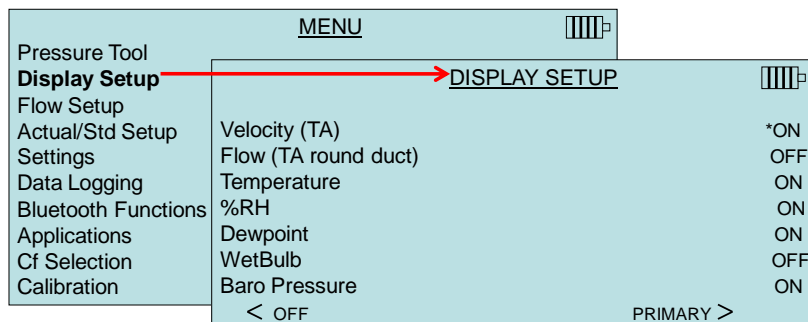 MENU
Pressure Tool
Display Setup
Flow Setup
Actual/Std Setup
Settings
Data Logging
Bluetooth Functions
Applications
Cf Selection
Calibration
DISPLAY SETUP
Velocity (TA) *ON
Flow (TA round duct) OFF
Temperature ON
%RH ON
Dewpoint ON
WetBulb OFF
Baro Pressure ON
< OFF PRIMARY >